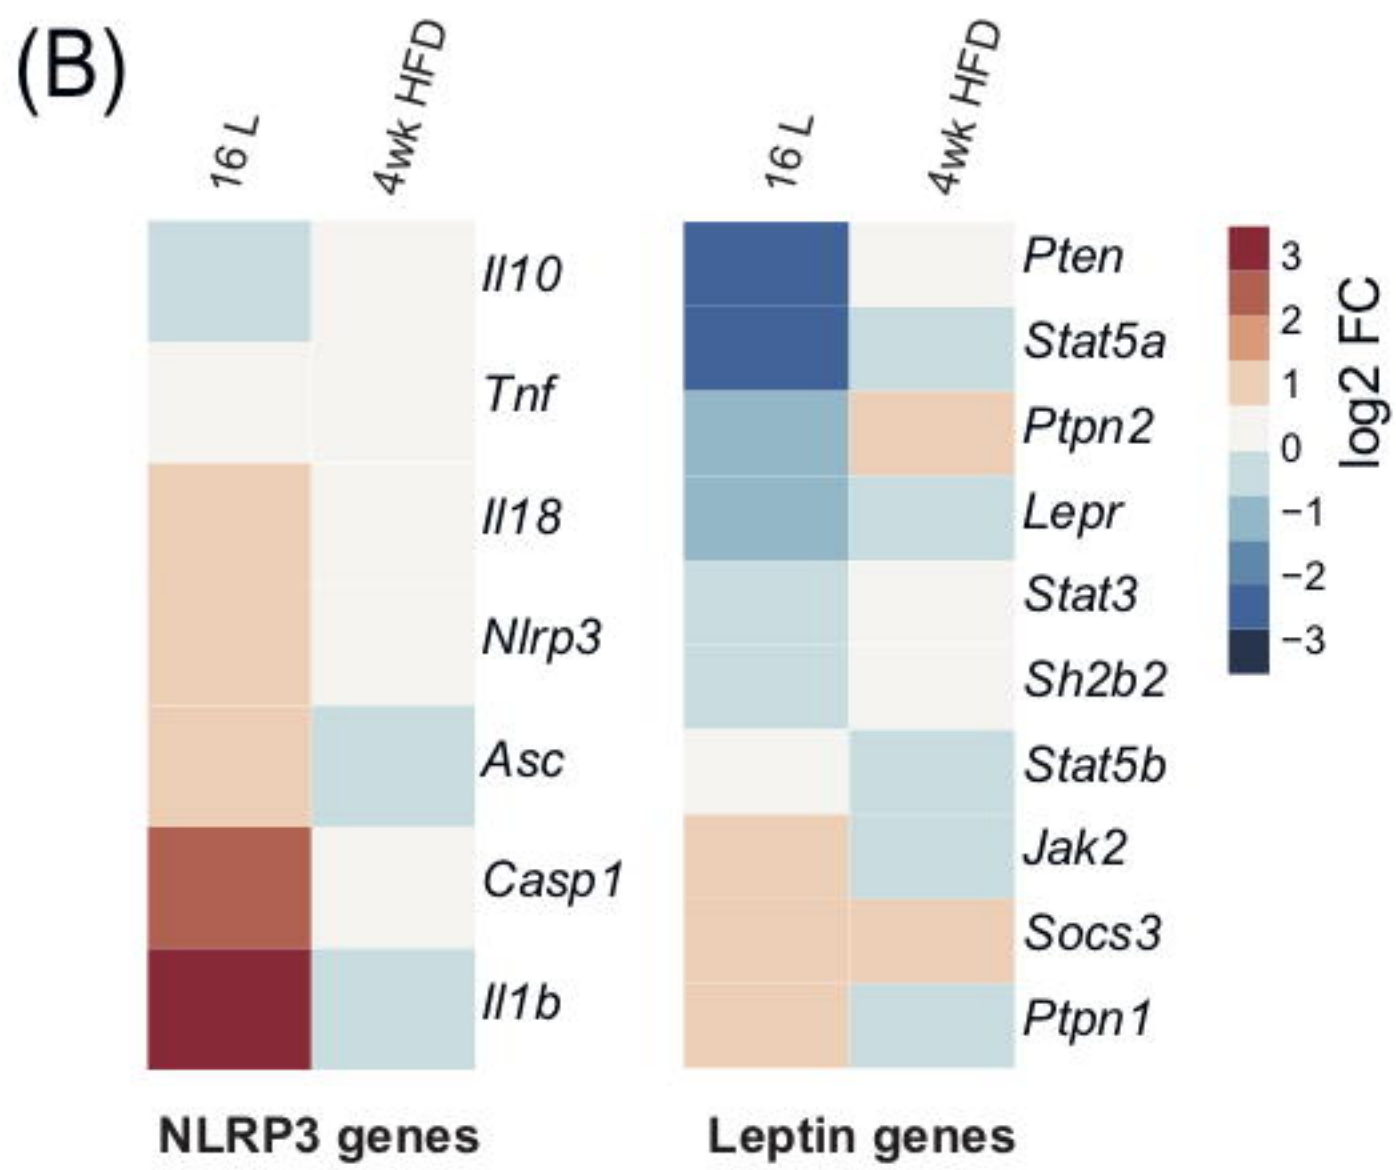 (B)
16 L
4wk HFD
16 L
4wk HFD
Il10
Tnf
Il18
Nlrp3
Asc
Casp1
Il1b
NLRP3 genes
Pten
Stat5a
Ptpn2
Lepr
Stat3
Sh2b2
Stat5b
Jak2
Socs3
Ptpn1
Leptin genes
3
2
1
0
−1
−2
−3
log2 FC